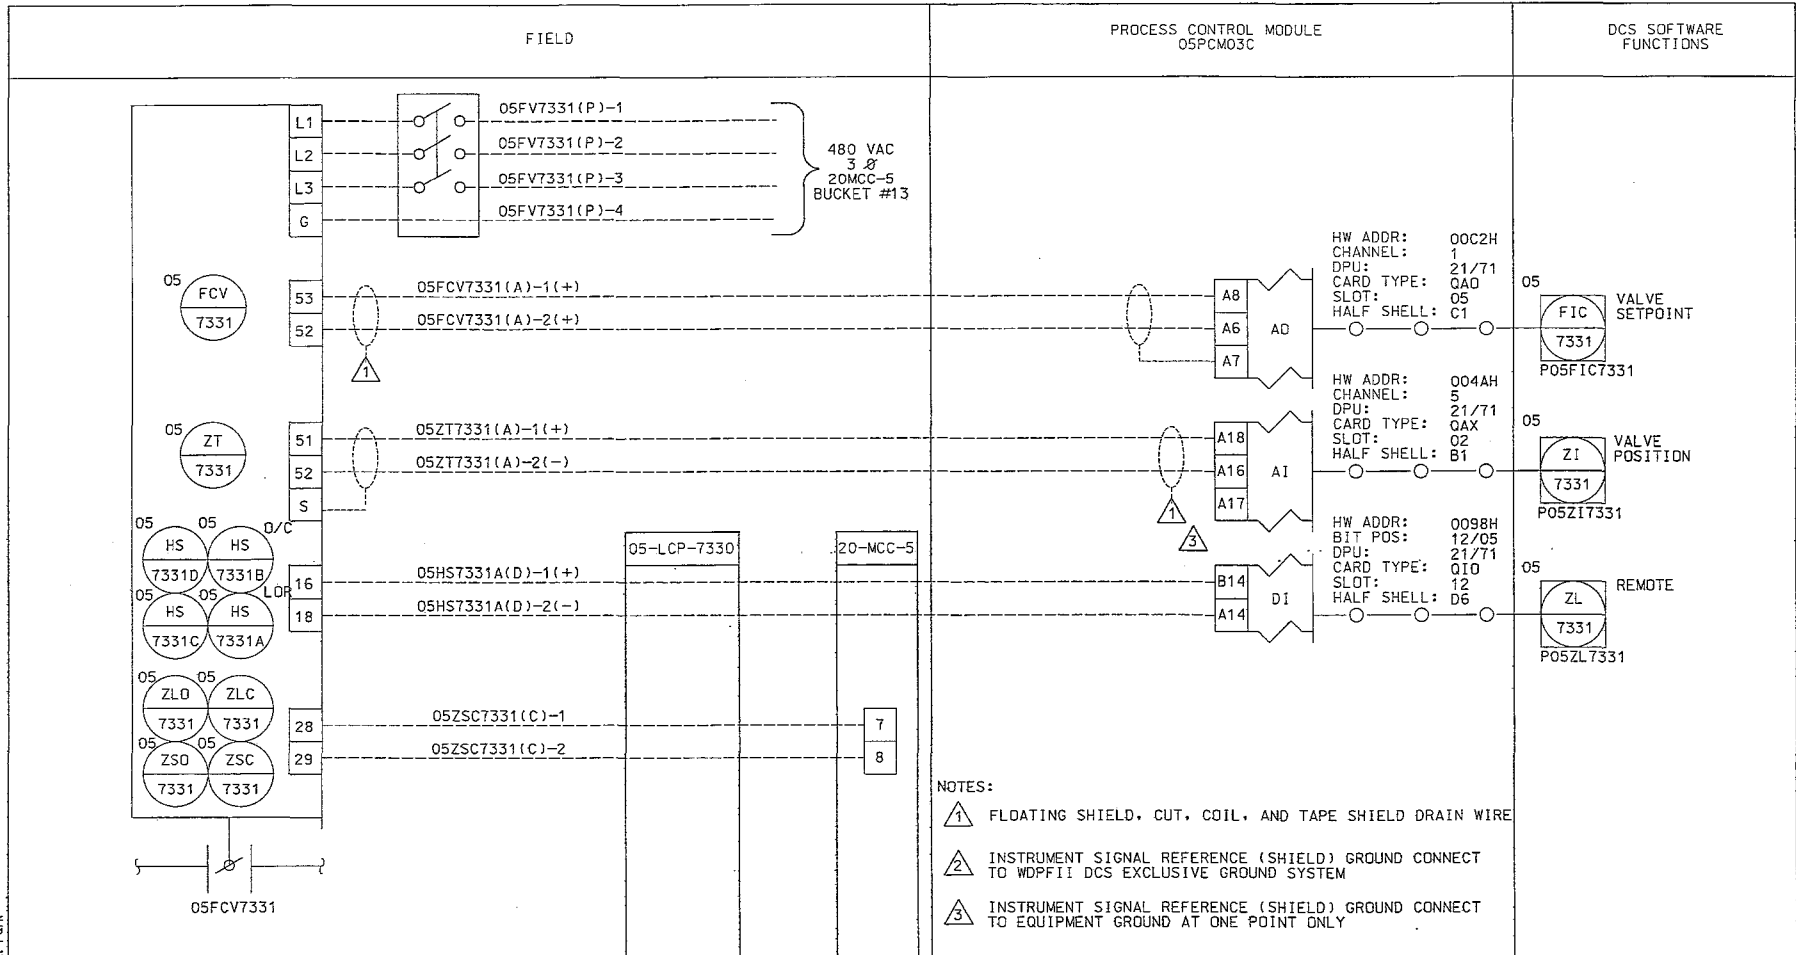 FIELD
PROCESS CONTROL MODULE
05PCM03C
DCS SOFTWARE
FUNCTIONS
L1
05FV7331(P)-1
L2
05FV7331(P)-2
L3
05FV7331(P)-3
G
05FV7331(P)-4
480 VAC
3 Ø
20MCC-5
BUCKET #13
05
FCV
7331
53
05FCV7331(A)-1(+)
52
05FCV7331(A)-2(+)
1
A8
A6
A7
AO
HW ADDR: 00C2H
CHANNEL: 1
DPU: 21/71
CARD TYPE: QAO
SLOT: 05
HALF SHELL: C1
05
FIC
7331
VALVE
SETPOINT
P05FIC7331
05
ZT
7331
51
05ZT7331(A)-1(+)
52
05ZT7331(A)-2(-)
S
1
3
A18
A16
A17
AI
HW ADDR: 004AH
CHANNEL: 5
DPU: 21/71
CARD TYPE: QAX
SLOT: 02
HALF SHELL: B1
05
ZI
7331
VALVE
POSITION
P05ZI7331
05
HS
7331D
05
HS
7331B
O/C
LOR
05
HS
7331C
05
HS
7331A
16
05HS7331A(D)-1(+)
18
05HS7331A(D)-2(-)
05-LCP-7330
20-MCC-5
B14
A14
DI
HW ADDR: 0098H
BIT POS: 12/05
DPU: 21/71
CARD TYPE: QIO
SLOT: 12
HALF SHELL: D6
05
ZL
7331
REMOTE
P05ZL7331
05
ZLO
7331
05
ZLC
7331
05
ZSO
7331
05
ZSC
7331
28
05ZSC7331(C)-1
7
29
05ZSC7331(C)-2
8
05FCV7331
NOTES:
1 FLOATING SHIELD, CUT, COIL, AND TAPE SHIELD DRAIN WIRE
2 INSTRUMENT SIGNAL REFERENCE (SHIELD) GROUND CONNECT
TO WDPFII DCS EXCLUSIVE GROUND SYSTEM
3 INSTRUMENT SIGNAL REFERENCE (SHIELD) GROUND CONNECT
TO EQUIPMENT GROUND AT ONE POINT ONLY